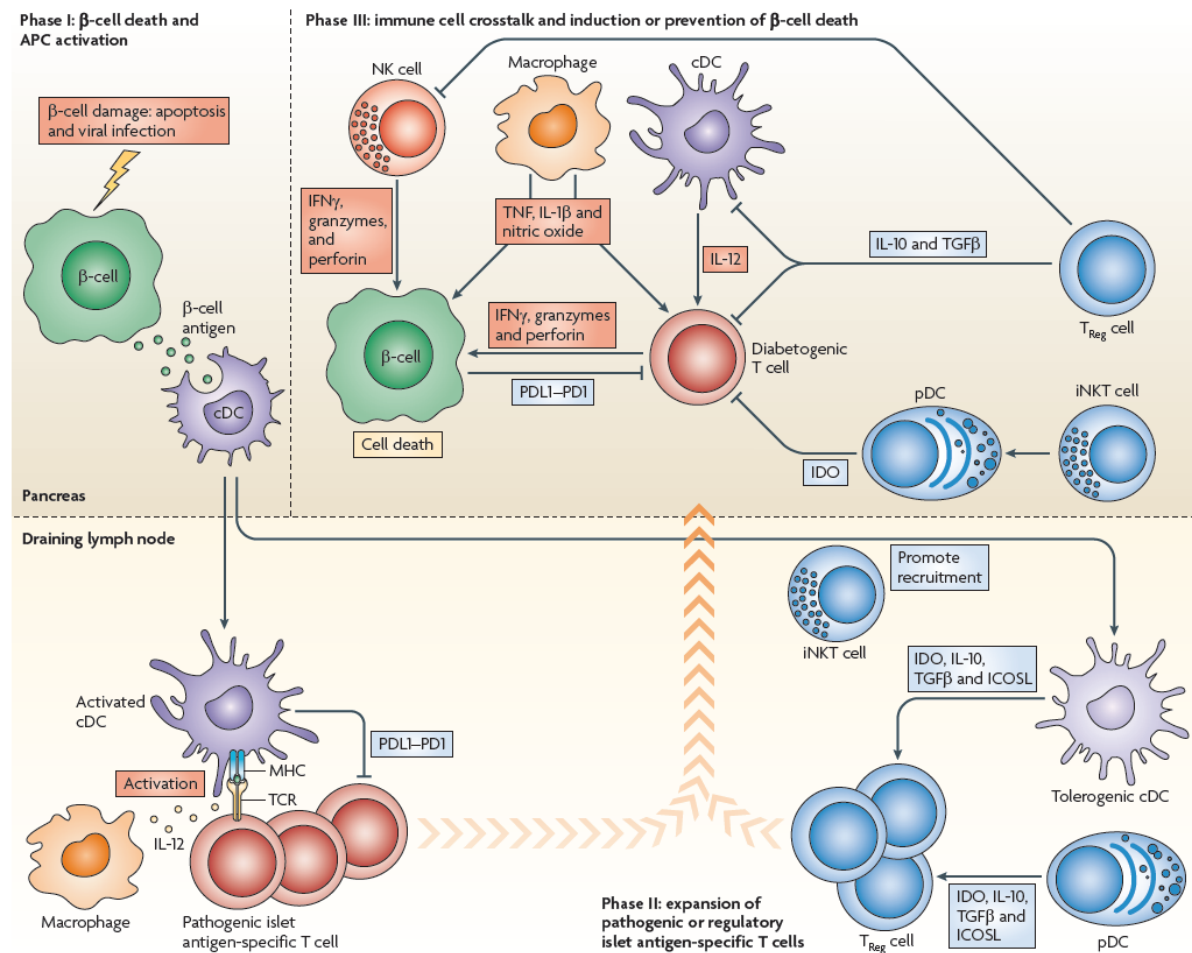 Phase I: β-cell death and
APC activation
β-cell damage: apoptosis
and viral infection
β-cell
β-cell
antigen
cDC
Pancreas
Phase III: immune cell crosstalk and induction or prevention of β-cell death
NK cell
Macrophage
cDC
IFNγ,
granzymes,
and
perforin
TNF, IL-1β and
nitric oxide
IL-12
IL-10 and TGFβ
TReg cell
IFNγ, granzymes
and perforin
β-cell
Diabetogenic
T cell
PDL1–PD1
Cell death
pDC
iNKT cell
IDO
Draining lymph node
Promote
recruitment
iNKT cell
Activated
cDC
IDO, IL-10,
TGFβ and ICOSL
PDL1–PD1
MHC
Activation
TCR
IL-12
Tolerogenic cDC
Macrophage
Pathogenic islet
antigen-specific T cell
Phase II: expansion of
pathogenic or regulatory
islet antigen-specific T cells
TReg cell
IDO, IL-10,
TGFβ and
ICOSL
pDC